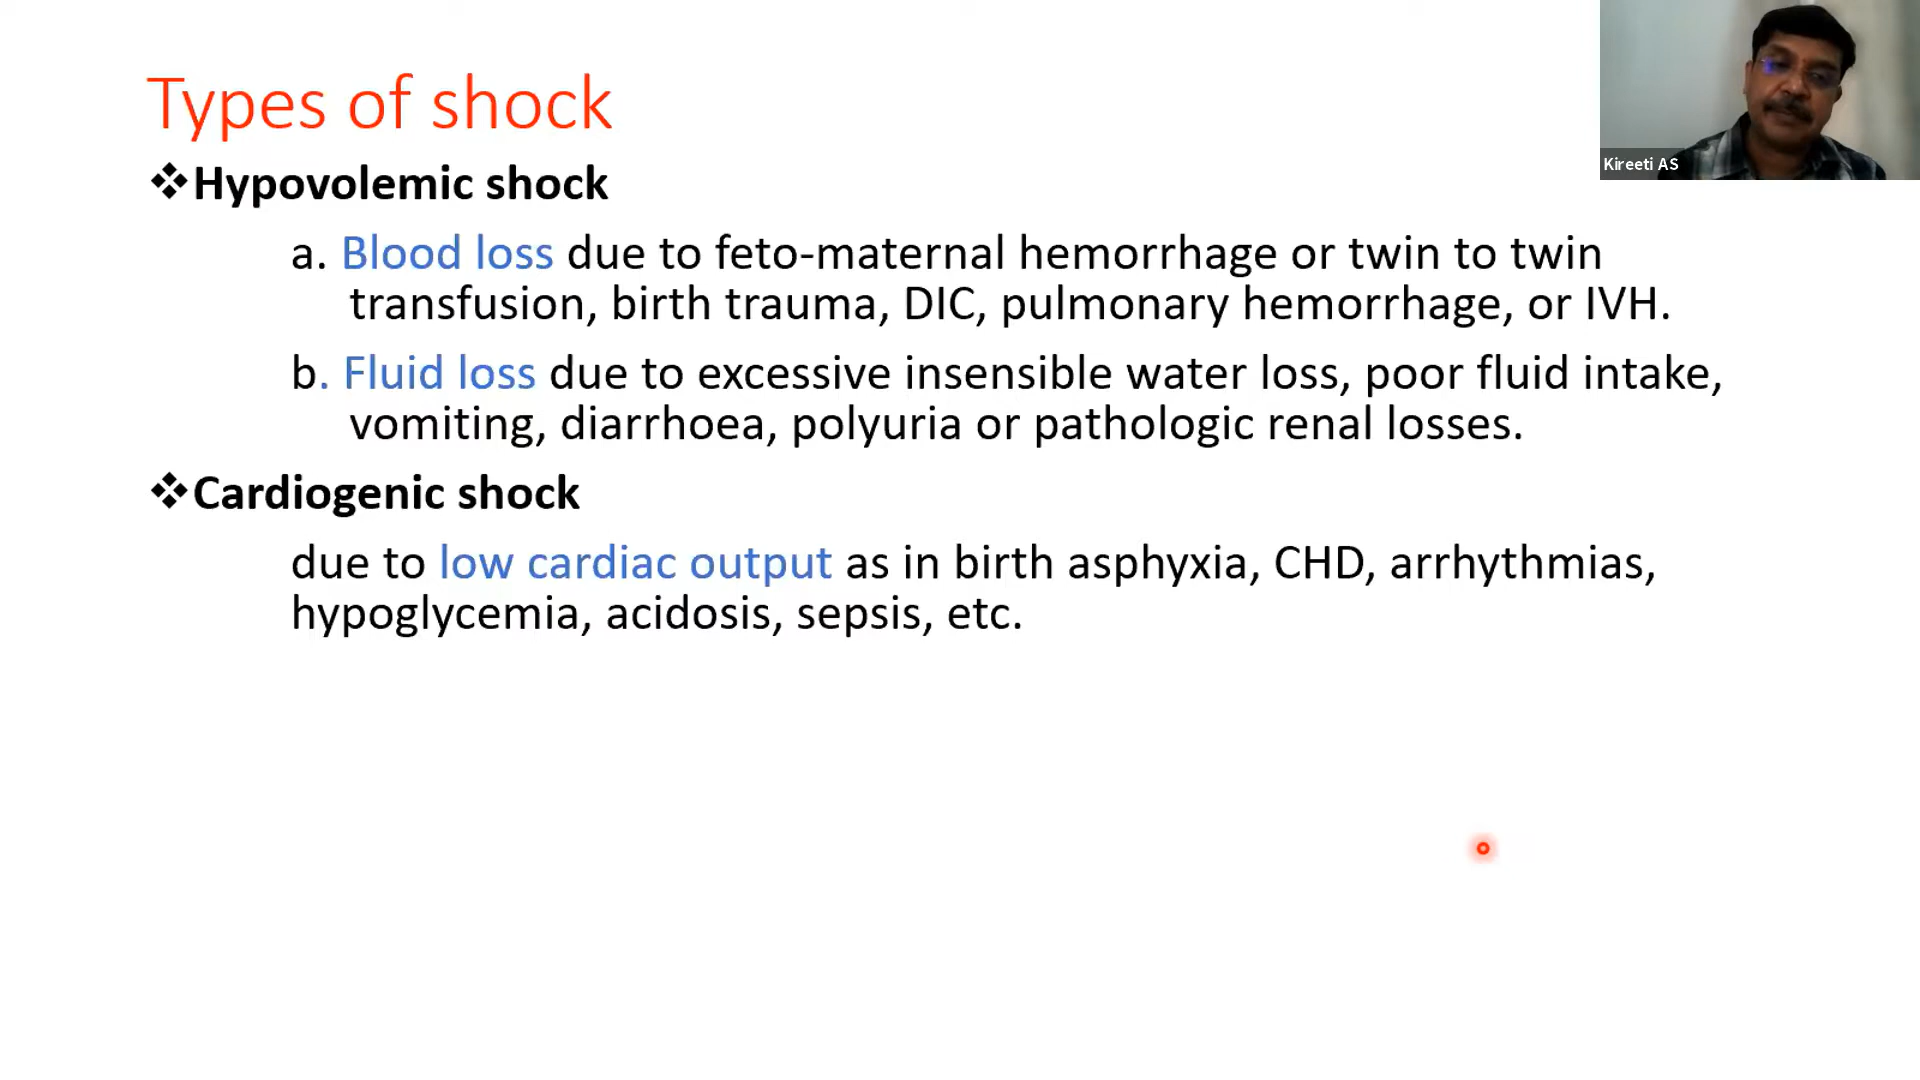 Types of shock
Kireeti AS
❖Hypovolemic shock
a. Blood loss due to feto-maternal hemorrhage or twin to twin
transfusion, birth trauma, DIC, pulmonary hemorrhage, or IVH.
b. Fluid loss due to excessive insensible water loss, poor fluid intake,
vomiting, diarrhoea, polyuria or pathologic renal losses.
❖Cardiogenic shock
due to low cardiac output as in birth asphyxia, CHD, arrhythmias,
hypoglycemia, acidosis, sepsis, etc.